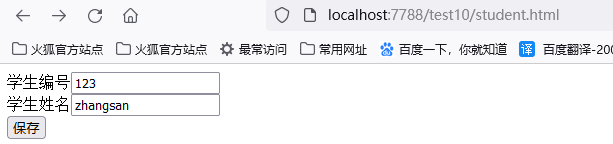 localhost:7788/test10/student.html
火狐官方站点 火狐官方站点 最常访问 常用网址 百度一下，你就知道 译 百度翻译-200
学生编号 123
学生姓名 zhangsan
保存